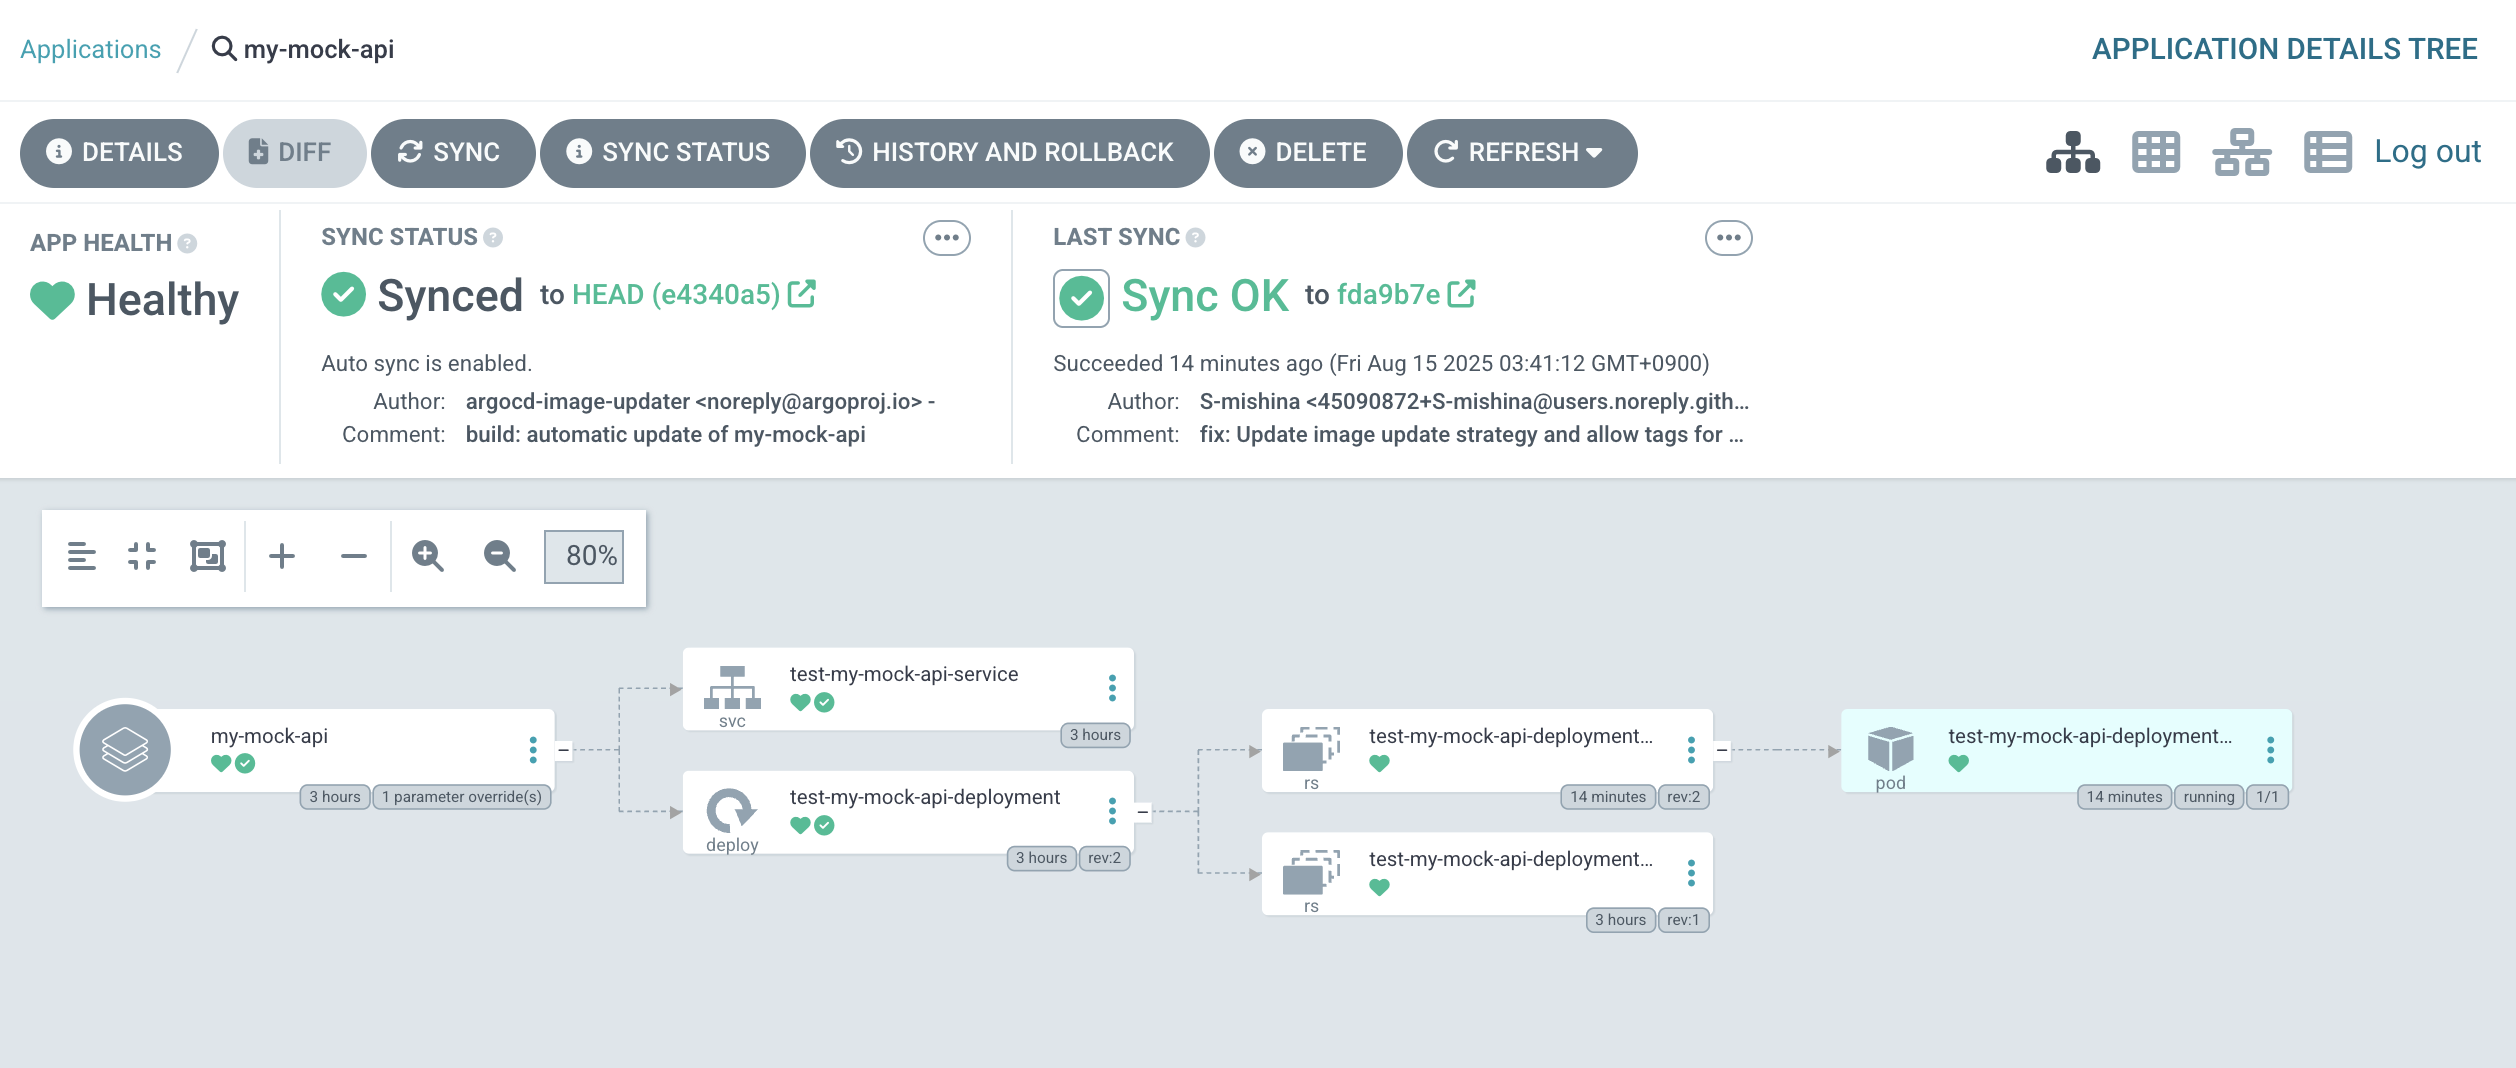 Applications / my-mock-api
APPLICATION DETAILS TREE
DETAILS
DIFF
SYNC
SYNC STATUS
HISTORY AND ROLLBACK
DELETE
REFRESH
Log out
APP HEALTH
Healthy
SYNC STATUS
Synced to HEAD (e4340a5)
Auto sync is enabled.
Author: argocd-image-updater <noreply@argoproj.io> -
Comment: build: automatic update of my-mock-api
LAST SYNC
Sync OK to fda9b7e
Succeeded 14 minutes ago (Fri Aug 15 2025 03:41:12 GMT+0900)
Author: S-mishina <45090872+S-mishina@users.noreply.gith...
Comment: fix: Update image update strategy and allow tags for ...
80%
my-mock-api
3 hours
1 parameter override(s)
test-my-mock-api-service
svc
3 hours
test-my-mock-api-deployment
deploy
3 hours
rev:2
test-my-mock-api-deployment...
rs
14 minutes
rev:2
test-my-mock-api-deployment...
rs
3 hours
rev:1
test-my-mock-api-deployment...
pod
14 minutes
running
1/1